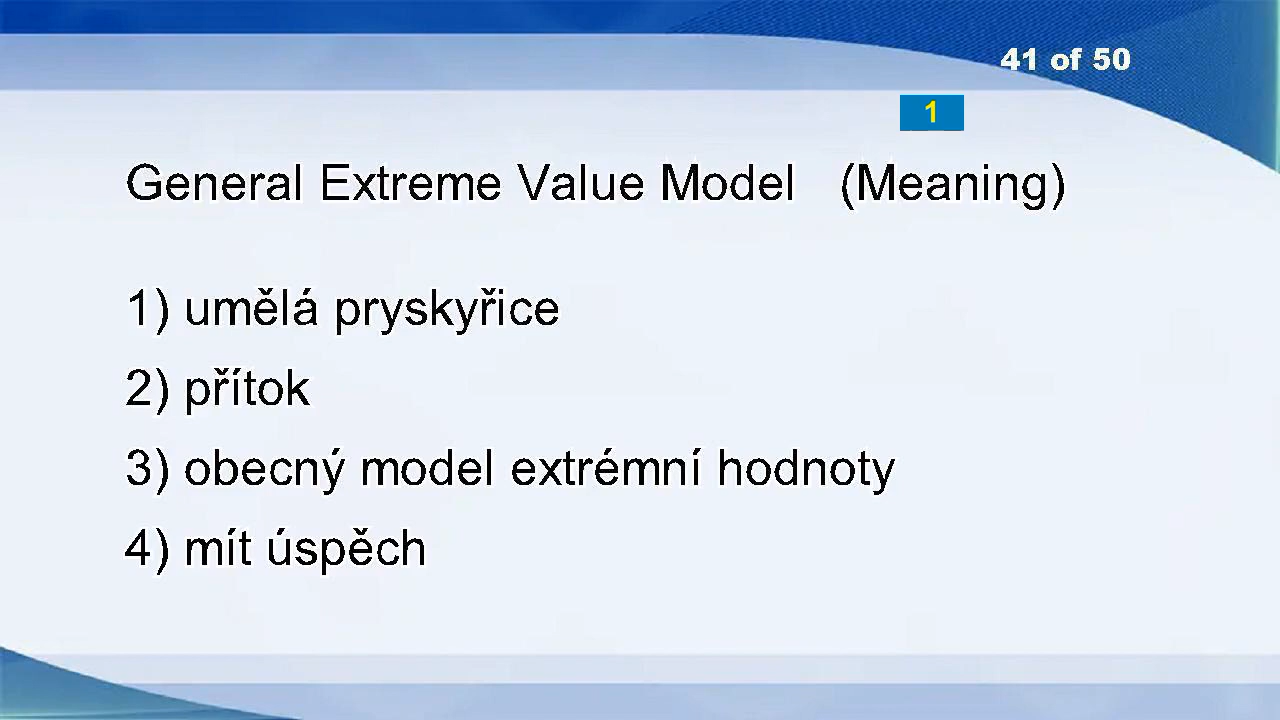 41 of 50
1
General Extreme Value Model (Meaning)
1) umělá pryskyřice
2) přítok
3) obecný model extrémní hodnoty
4) mít úspěch